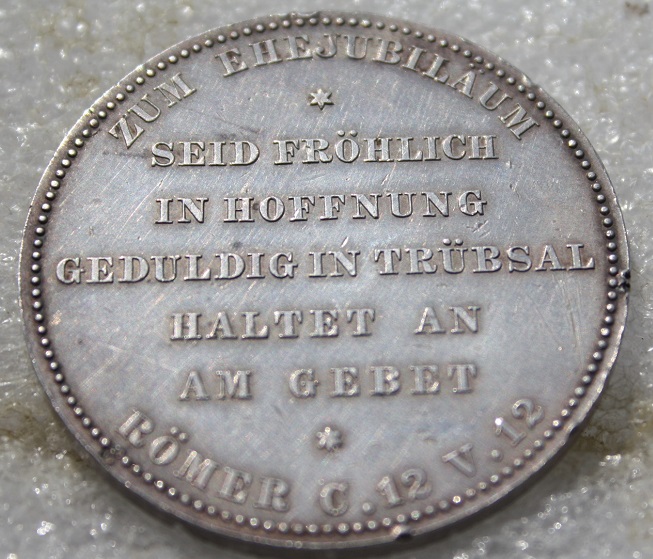 ZUM EHEJUBILÄUM
SEID FRÖHLICH
IN HOFFNUNG
GEDULDIG IN TRÜBSAL
HALTET AN
AM GEBET
RÖMER C. 12 V. 12